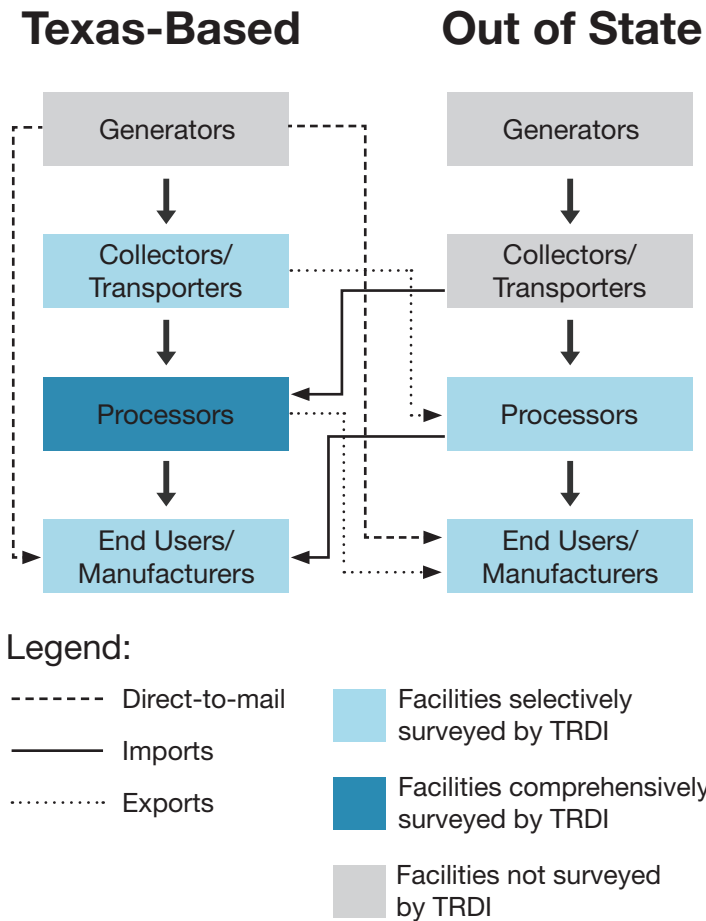 Texas-Based
Out of State
Generators
Generators
Collectors/
Transporters
Collectors/
Transporters
Processors
Processors
End Users/
Manufacturers
End Users/
Manufacturers
Legend:
Direct-to-mail
Imports
Exports
Facilities selectively
surveyed by TRDI
Facilities comprehensively
surveyed by TRDI
Facilities not surveyed
by TRDI